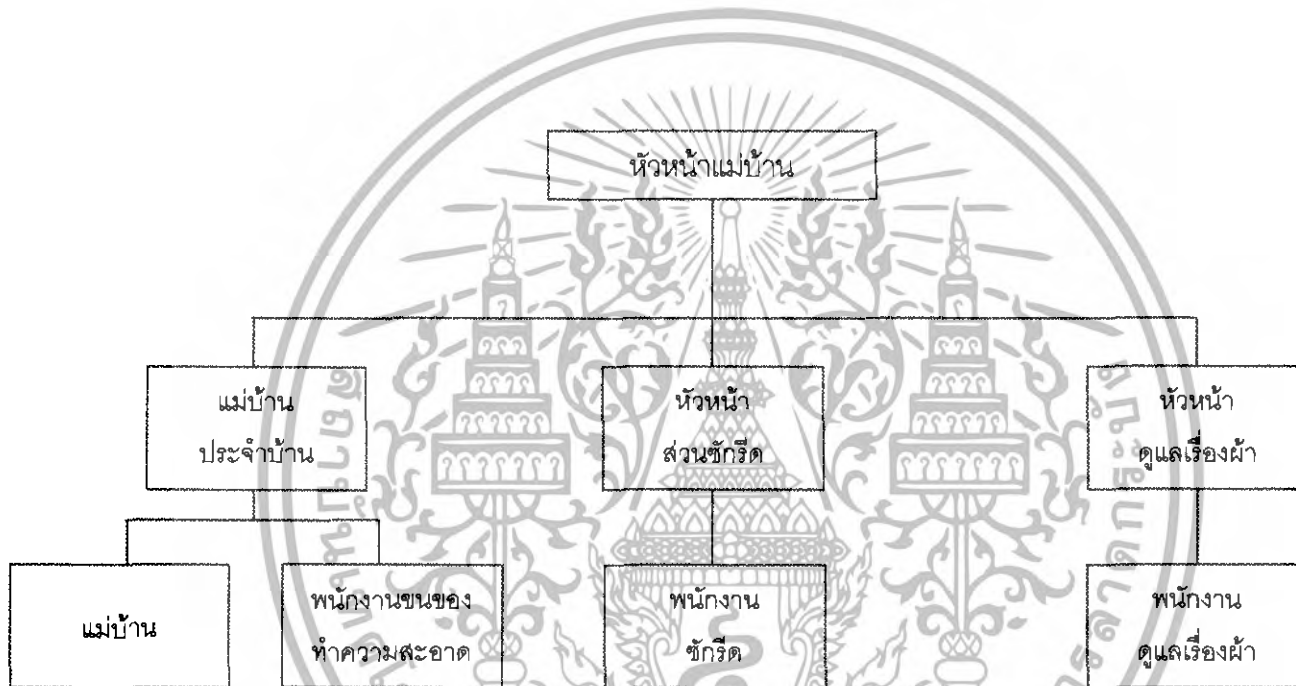 หัวหน้าแม่บ้าน
แม่บ้าน
ประจำบ้าน
หัวหน้า
ส่วนซักรีด
หัวหน้า
ดูแลเรื่องผ้า
แม่บ้าน
พนักงานขนของ
ทำความสะอาด
พนักงาน
ซักรีด
พนักงาน
ดูแลเรื่องผ้า